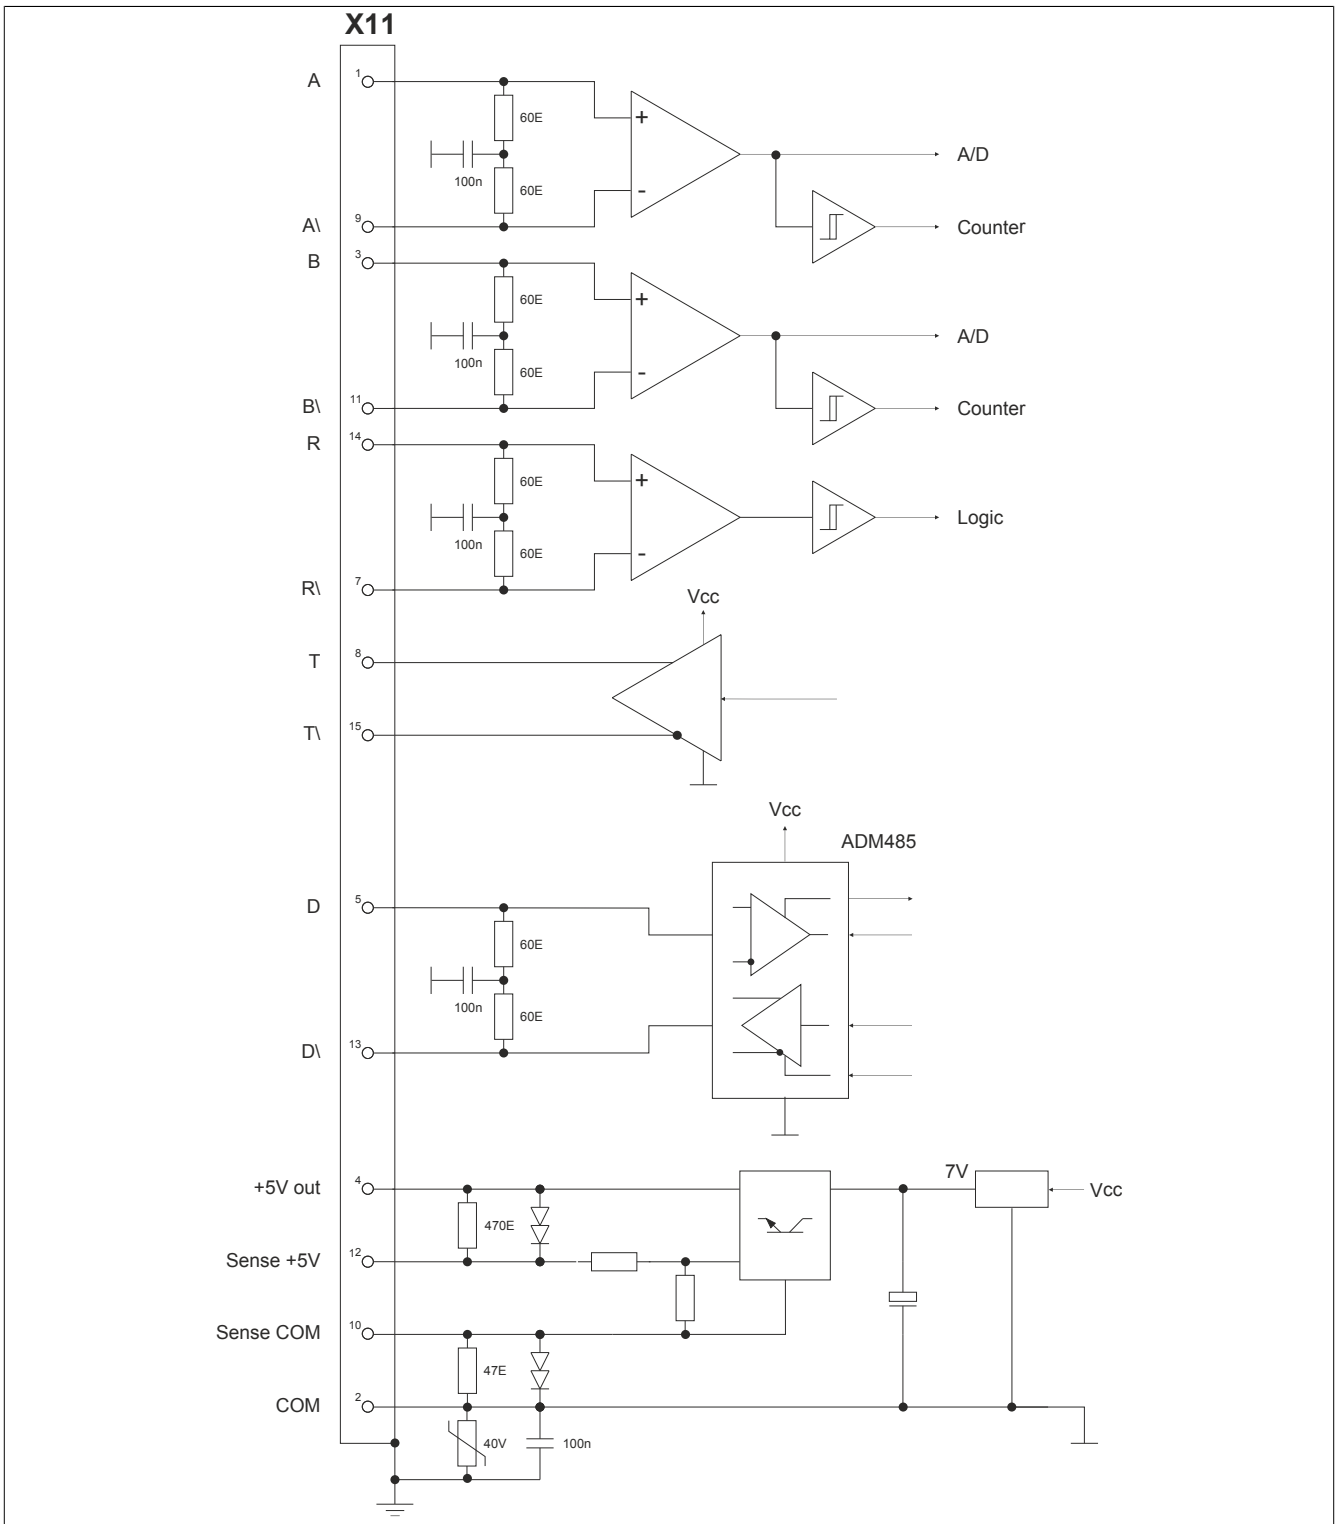 X11
A
1
60E
+
100n
A/D
60E
-
A\
9
Counter
B
3
60E
+
100n
A/D
60E
-
B\
11
Counter
R
14
60E
+
100n
Logic
60E
-
R\
7
Vcc
T
8
T\
15
Vcc
ADM485
D
5
60E
100n
60E
D\
13
7V
+5V out
4
Vcc
470E
Sense +5V
12
Sense COM
10
47E
COM
2
40V
100n